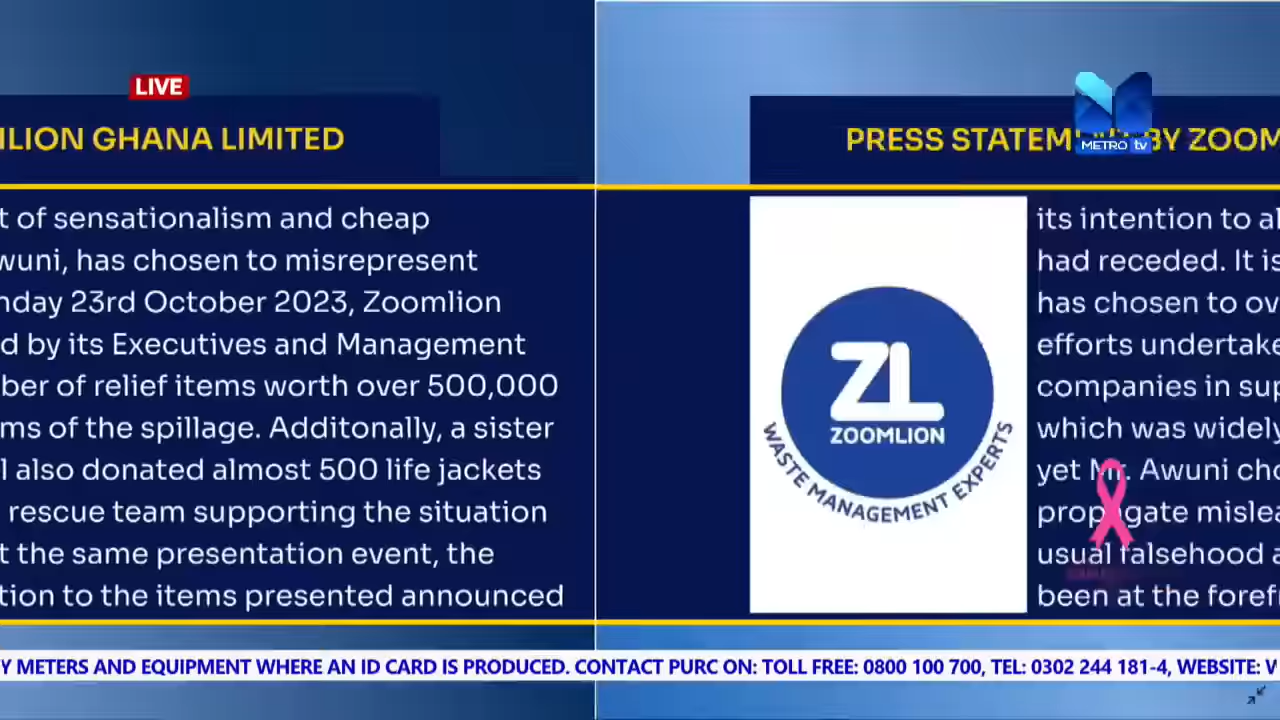 LIVE
LION GHANA LIMITED
t of sensationalism and cheap
wuni, has chosen to misrepresent
nday 23rd October 2023, Zoomlion
d by its Executives and Management
ber of relief items worth over 500,000
ms of the spillage. Additonally, a sister
l also donated almost 500 life jackets
rescue team supporting the situation
t the same presentation event, the
tion to the items presented announced
METRO tv
PRESS STATEM BY ZOOM
ZL
ZOOMLION
WASTE MANAGEMENT EXPERTS
its intention to al
had receded. It is
has chosen to ov
efforts undertake
companies in sup
which was widely
yet Mr. Awuni cho
propagate mislea
usual falsehood a
been at the forefr
Y METERS AND EQUIPMENT WHERE AN ID CARD IS PRODUCED. CONTACT PURC ON: TOLL FREE: 0800 100 700, TEL: 0302 244 181-4, WEBSITE: